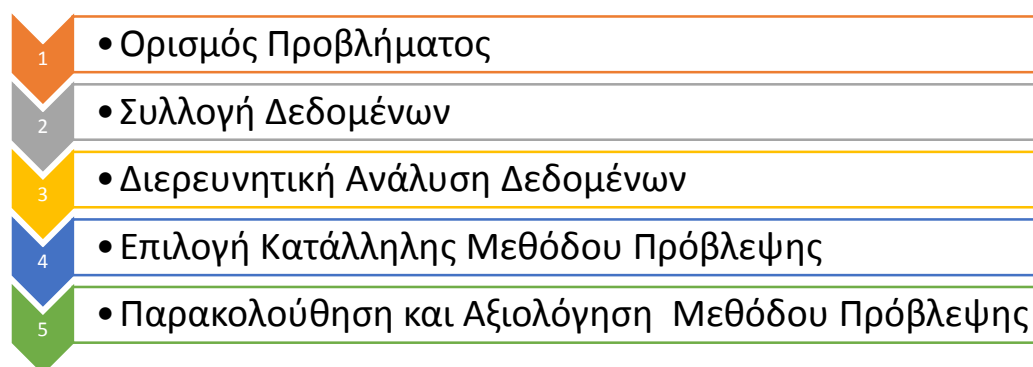 1
• Ορισμός Προβλήματος
2
• Συλλογή Δεδομένων
3
• Διερευνητική Ανάλυση Δεδομένων
4
• Επιλογή Κατάλληλης Μεθόδου Πρόβλεψης
5
• Παρακολούθηση και Αξιολόγηση Μεθόδου Πρόβλεψης